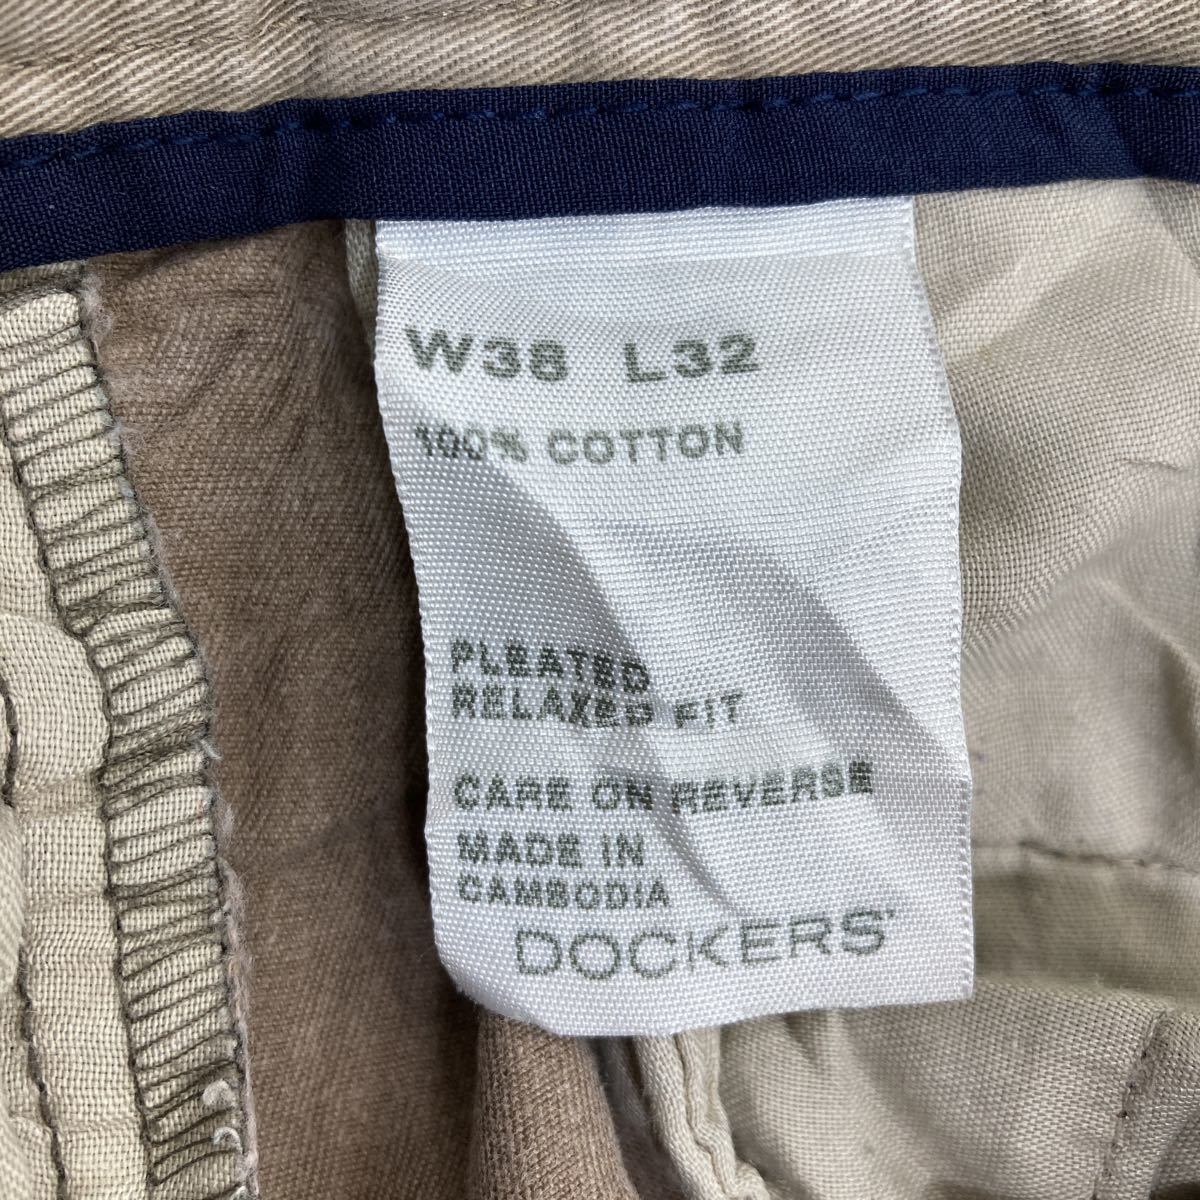 W38 L32
100% COTTON
PLEATED
RELAXED FIT
CARE ON REVERSE
MADE IN
CAMBODIA
DOCKERS